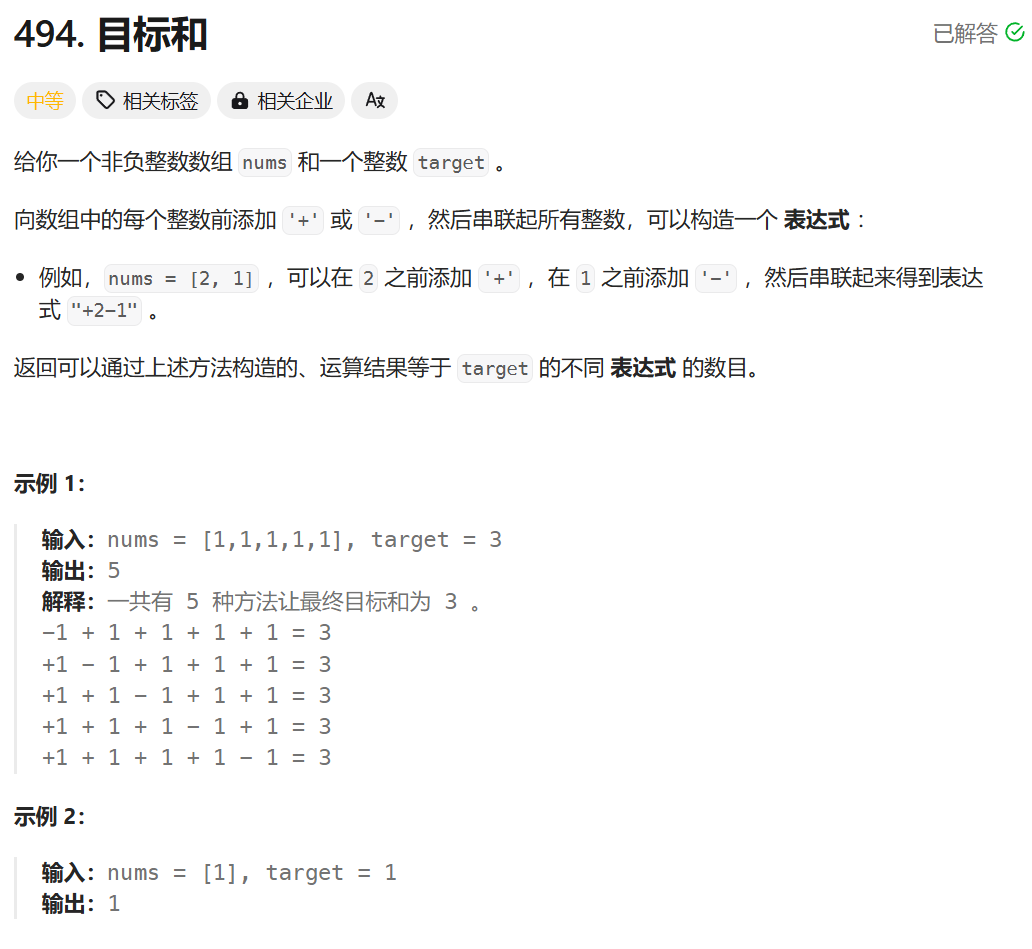 494. 目标和
已解答
中等
相关标签
相关企业
给你一个非负整数数组 nums 和一个整数 target 。
向数组中的每个整数前添加 '+' 或 '-' ，然后串联起所有整数，可以构造一个 表达式 ：
例如，nums = [2, 1] ，可以在 2 之前添加 '+' ，在 1 之前添加 '-' ，然后串联起来得到表达
式 "+2-1" 。
返回可以通过上述方法构造的、运算结果等于 target 的不同 表达式 的数目。
示例 1：
输入：nums = [1,1,1,1,1], target = 3
输出：5
解释：一共有 5 种方法让最终目标和为 3 。
-1 + 1 + 1 + 1 + 1 = 3
+1 - 1 + 1 + 1 + 1 = 3
+1 + 1 - 1 + 1 + 1 = 3
+1 + 1 + 1 - 1 + 1 = 3
+1 + 1 + 1 + 1 - 1 = 3
示例 2：
输入：nums = [1], target = 1
输出：1